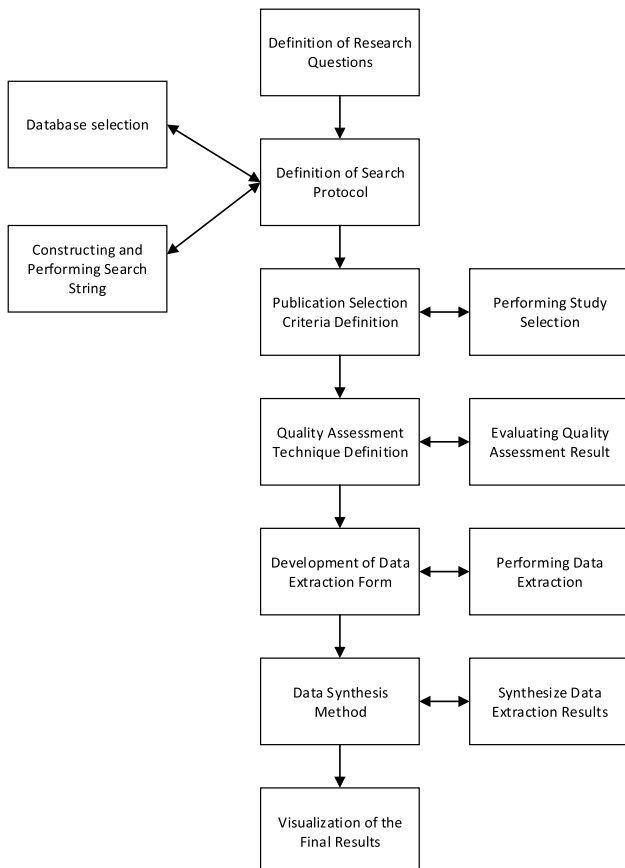 Definition of Research
Questions
Database selection
Definition of Search
Protocol
Constructing and
Performing Search
String
Publication Selection
Criteria Definition
Performing Study
Selection
Quality Assessment
Technique Definition
Evaluating Quality
Assessment Result
Development of Data
Extraction Form
Performing Data
Extraction
Data Synthesis
Method
Synthesize Data
Extraction Results
Visualization of the
Final Results